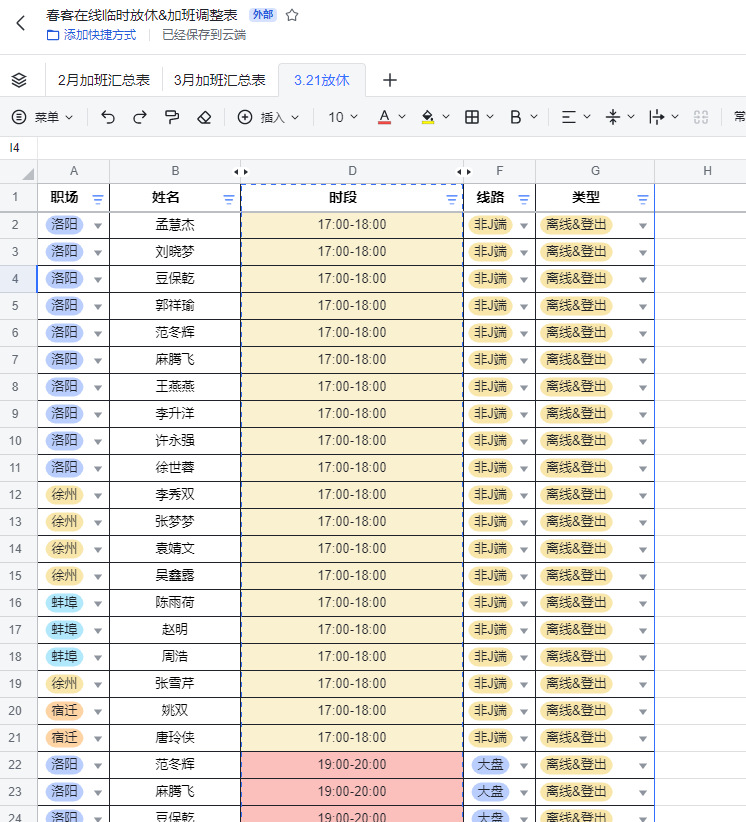 春客在线临时放休&加班调整表 外部
添加快捷方式 已经保存到云端
2月加班汇总表 3月加班汇总表 3.21放休
菜单 插入 10 A B 常
I4
A B D F G H
1 职场 姓名 时段 线路 类型
2 洛阳 孟慧杰 17:00-18:00 非J端 离线&登出
3 洛阳 刘晓梦 17:00-18:00 非J端 离线&登出
4 洛阳 豆保乾 17:00-18:00 非J端 离线&登出
5 洛阳 郭祥瑜 17:00-18:00 非J端 离线&登出
6 洛阳 范冬辉 17:00-18:00 非J端 离线&登出
7 洛阳 麻腾飞 17:00-18:00 非J端 离线&登出
8 洛阳 王燕燕 17:00-18:00 非J端 离线&登出
9 洛阳 李升洋 17:00-18:00 非J端 离线&登出
10 洛阳 许永强 17:00-18:00 非J端 离线&登出
11 洛阳 徐世蓉 17:00-18:00 非J端 离线&登出
12 徐州 李秀双 17:00-18:00 非J端 离线&登出
13 徐州 张梦梦 17:00-18:00 非J端 离线&登出
14 徐州 袁婧文 17:00-18:00 非J端 离线&登出
15 徐州 吴鑫露 17:00-18:00 非J端 离线&登出
16 蚌埠 陈雨荷 17:00-18:00 非J端 离线&登出
17 蚌埠 赵明 17:00-18:00 非J端 离线&登出
18 蚌埠 周浩 17:00-18:00 非J端 离线&登出
19 徐州 张雪芹 17:00-18:00 非J端 离线&登出
20 宿迁 姚双 17:00-18:00 非J端 离线&登出
21 宿迁 唐玲侠 17:00-18:00 非J端 离线&登出
22 洛阳 范冬辉 19:00-20:00 大盘 离线&登出
23 洛阳 麻腾飞 19:00-20:00 大盘 离线&登出
24 洛阳 豆保乾 19:00-20:00 大盘 离线&登出